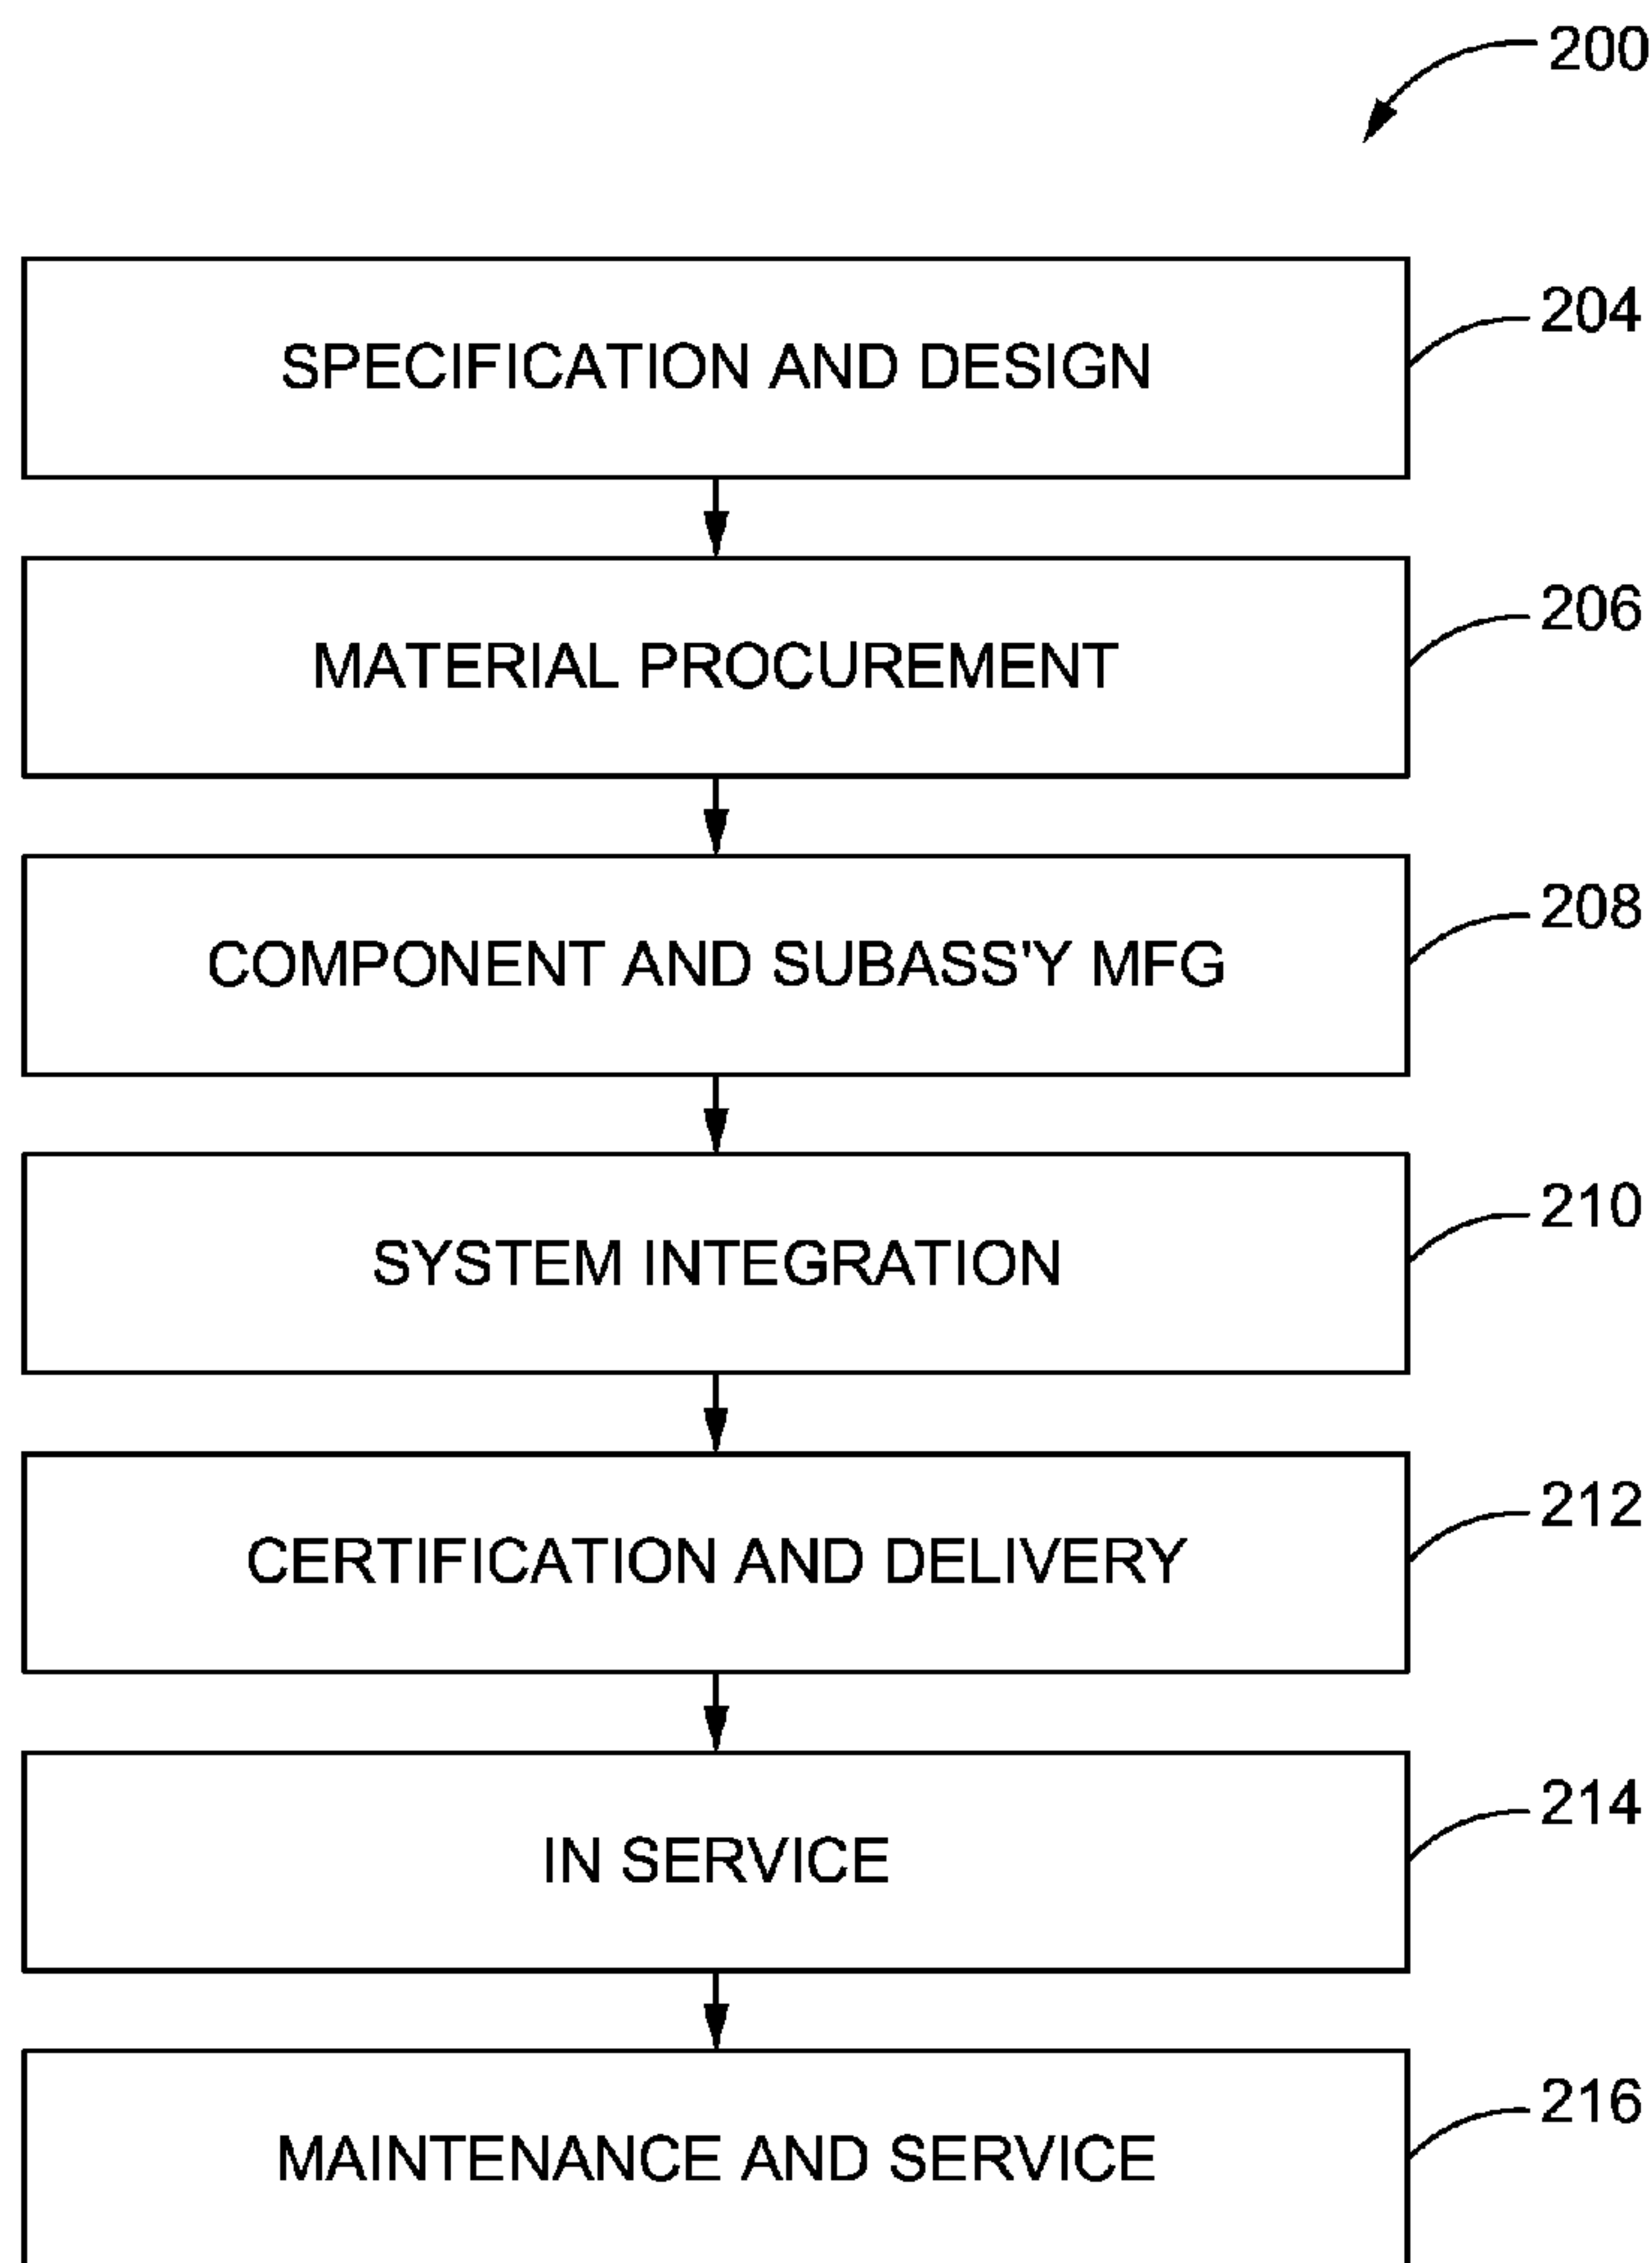 200
SPECIFICATION AND DESIGN
204
MATERIAL PROCUREMENT
206
COMPONENT AND SUBASS'Y MFG
208
SYSTEM INTEGRATION
210
CERTIFICATION AND DELIVERY
212
IN SERVICE
214
MAINTENANCE AND SERVICE
216